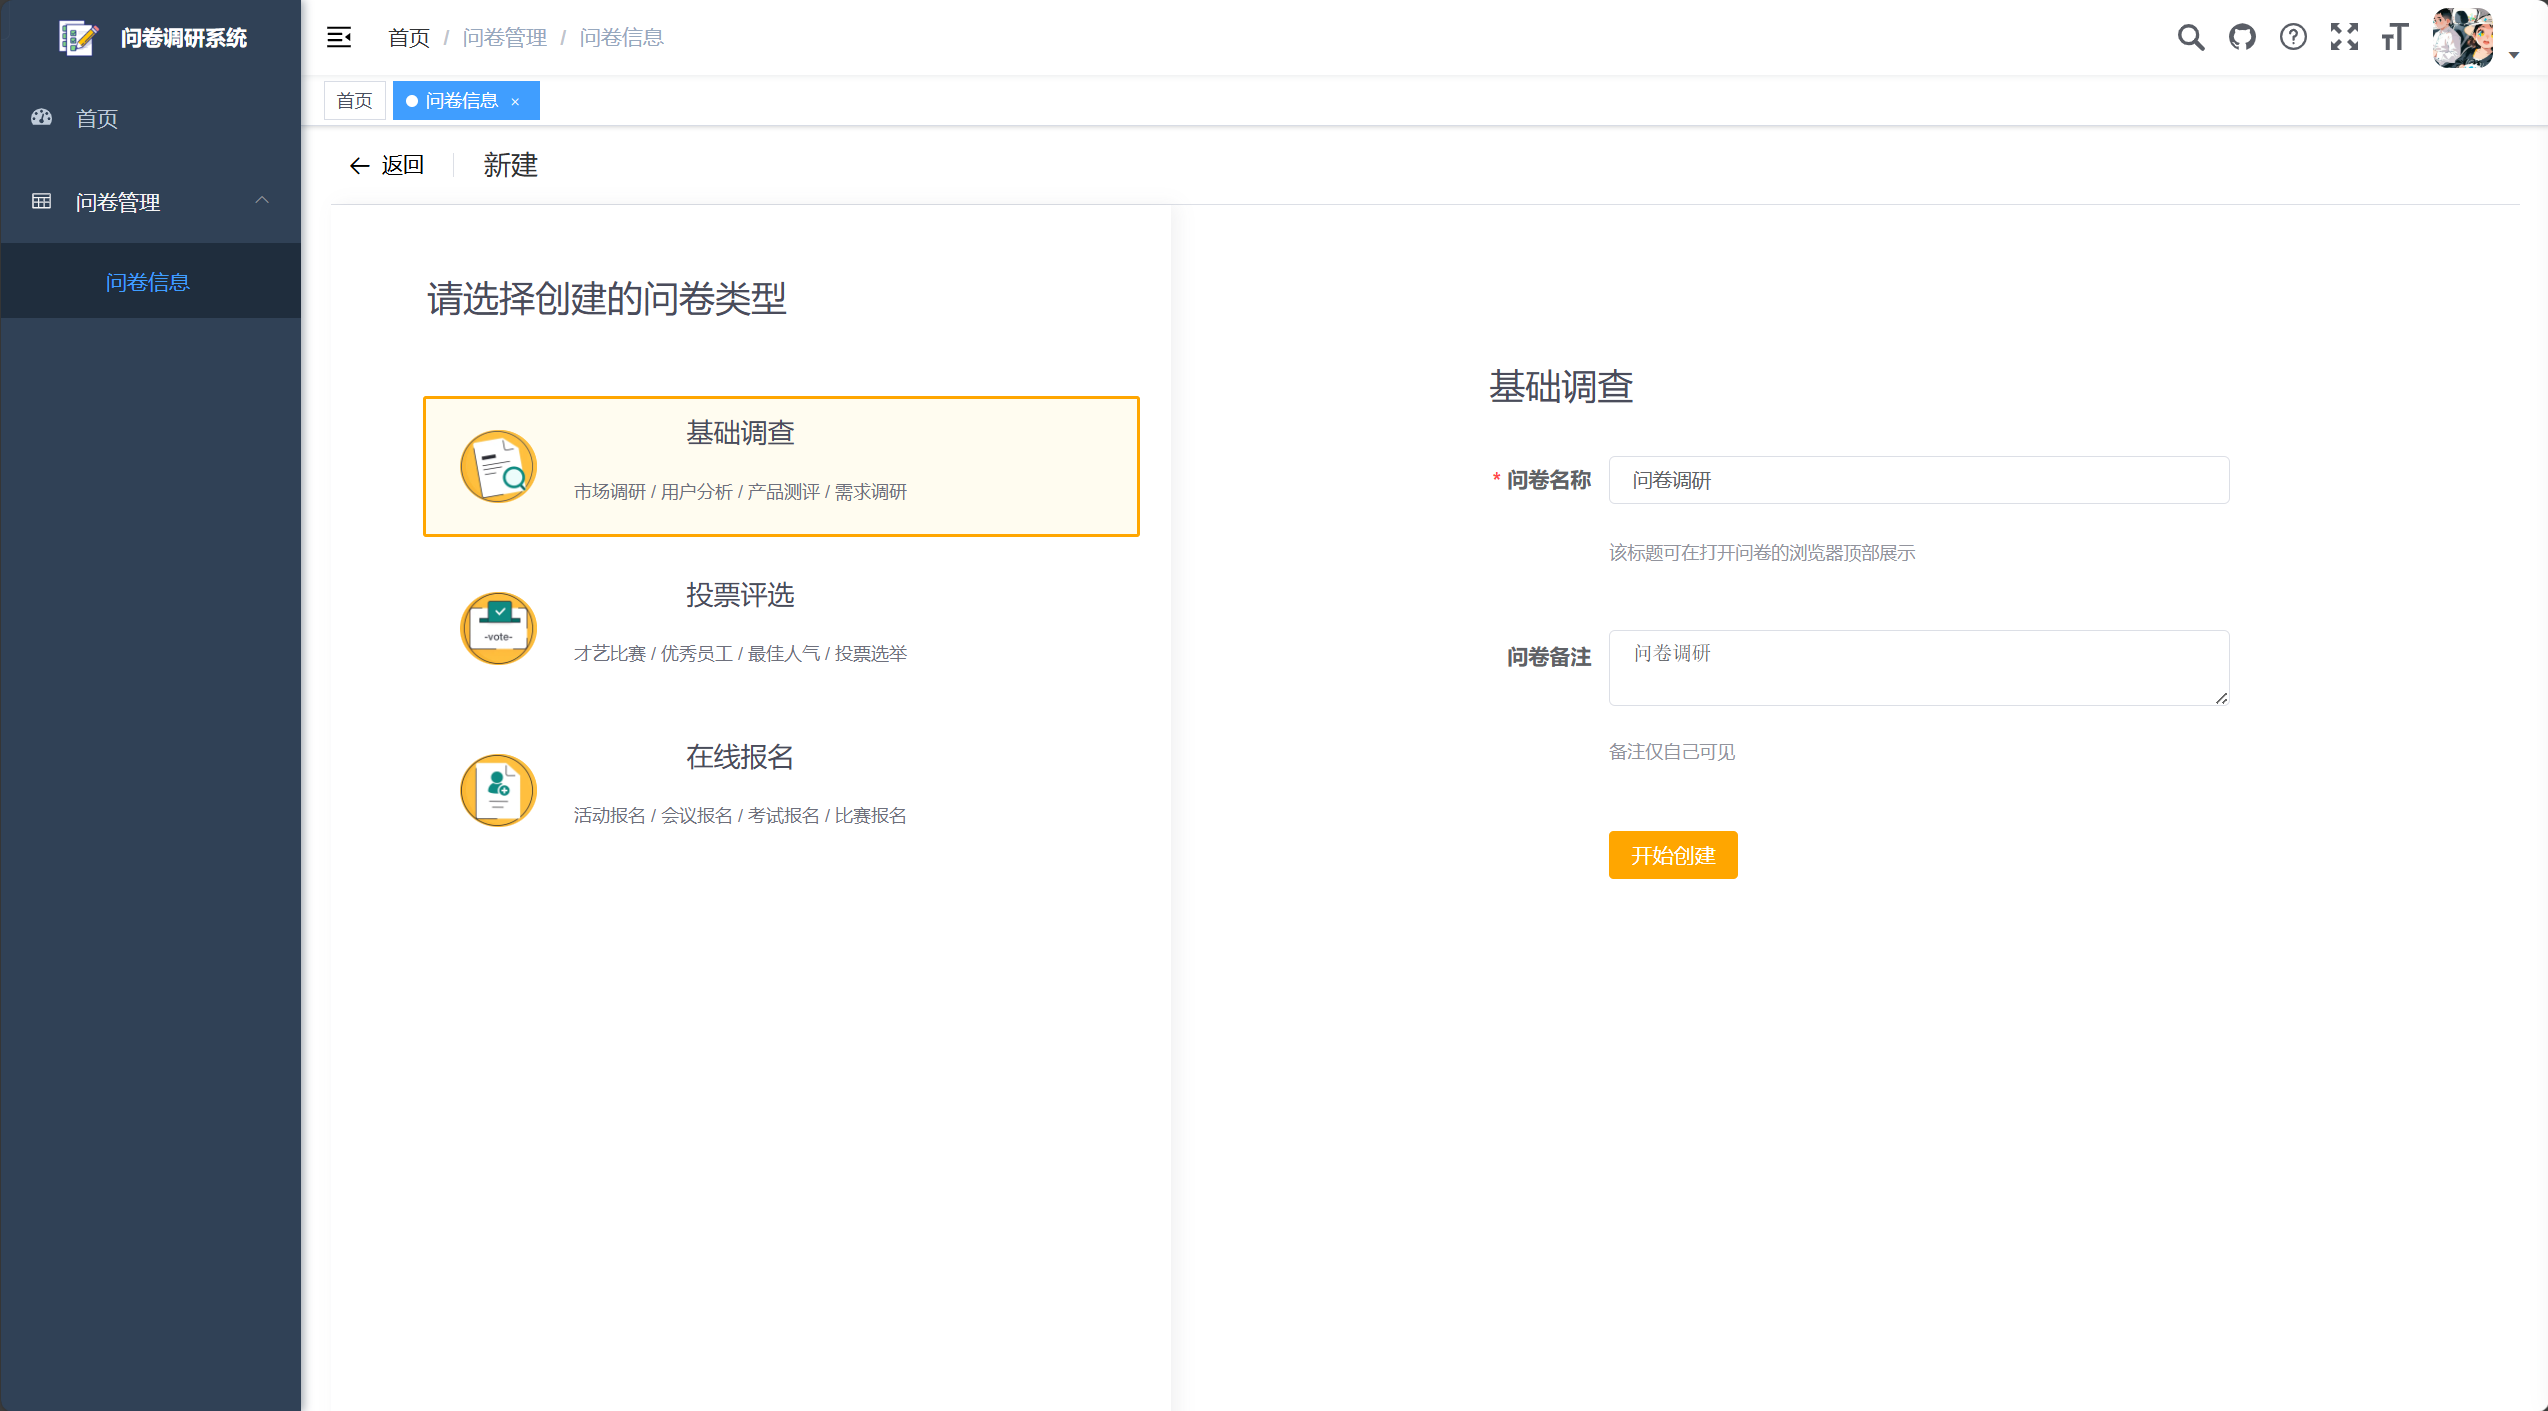 问卷调研系统
首页 / 问卷管理 / 问卷信息
首页
问卷管理
问卷信息
首页
问卷信息 ×
返回
新建
请选择创建的问卷类型
基础调查
市场调研 / 用户分析 / 产品测评 / 需求调研
-vote-
投票评选
才艺比赛 / 优秀员工 / 最佳人气 / 投票选举
在线报名
活动报名 / 会议报名 / 考试报名 / 比赛报名
基础调查
* 问卷名称 问卷调研
该标题可在打开问卷的浏览器顶部展示
问卷备注 问卷调研
备注仅自己可见
开始创建